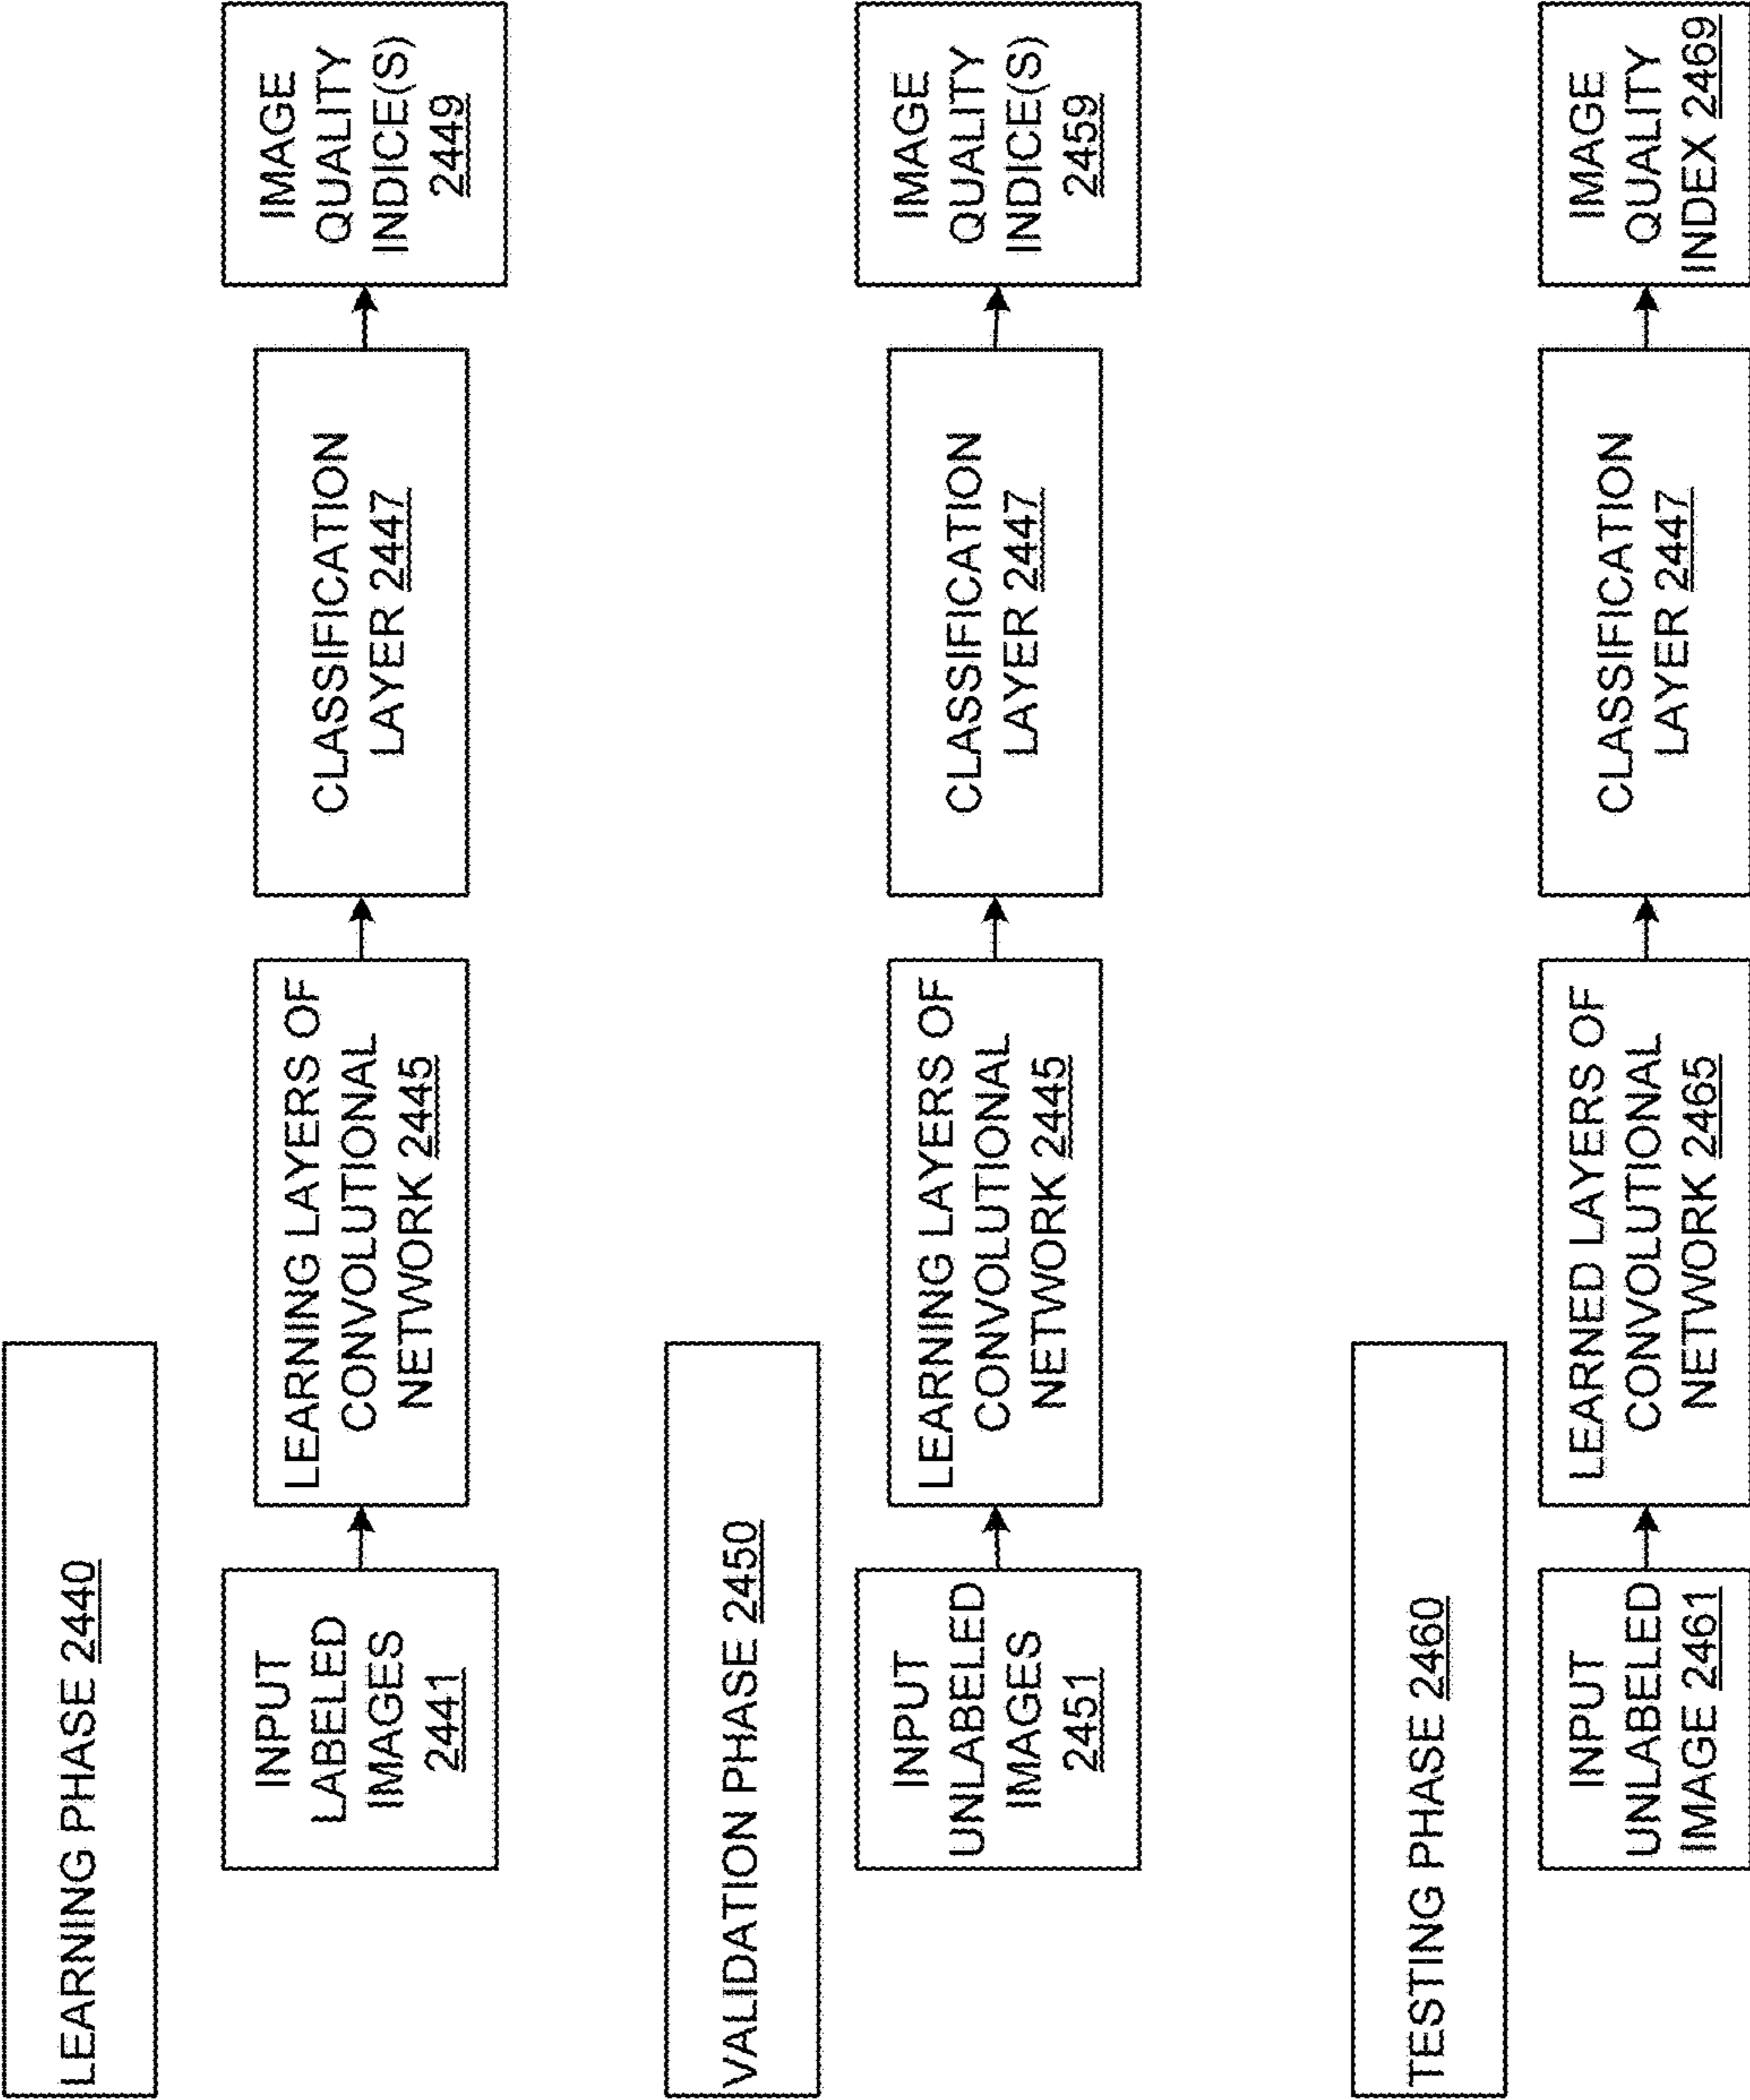 LEARNING PHASE 2440
INPUT
LABELED
IMAGES
2441
LEARNING LAYERS OF
CONVOLUTIONAL
NETWORK 2445
CLASSIFICATION
LAYER 2447
IMAGE
QUALITY
INDICE(S)
2449
VALIDATION PHASE 2450
INPUT
UNLABELED
IMAGES
2451
LEARNING LAYERS OF
CONVOLUTIONAL
NETWORK 2445
CLASSIFICATION
LAYER 2447
IMAGE
QUALITY
INDICE(S)
2459
TESTING PHASE 2460
INPUT
UNLABELED
IMAGE 2461
LEARNED LAYERS OF
CONVOLUTIONAL
NETWORK 2465
CLASSIFICATION
LAYER 2447
IMAGE
QUALITY
INDEX 2469